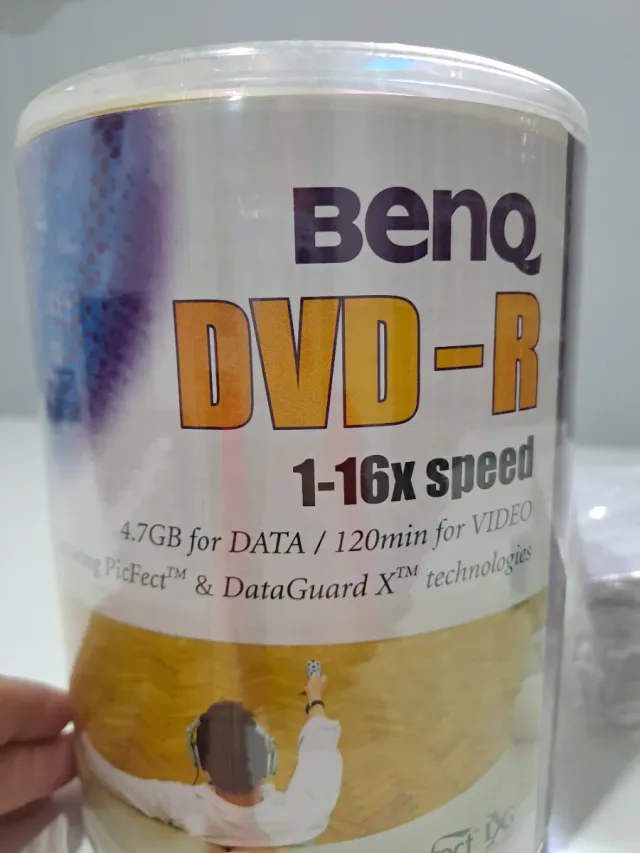 BenQ
DVD-R
1-16x speed
4.7GB for DATA / 120min for VIDEO
PicFect™ & DataGuard X™ technologies